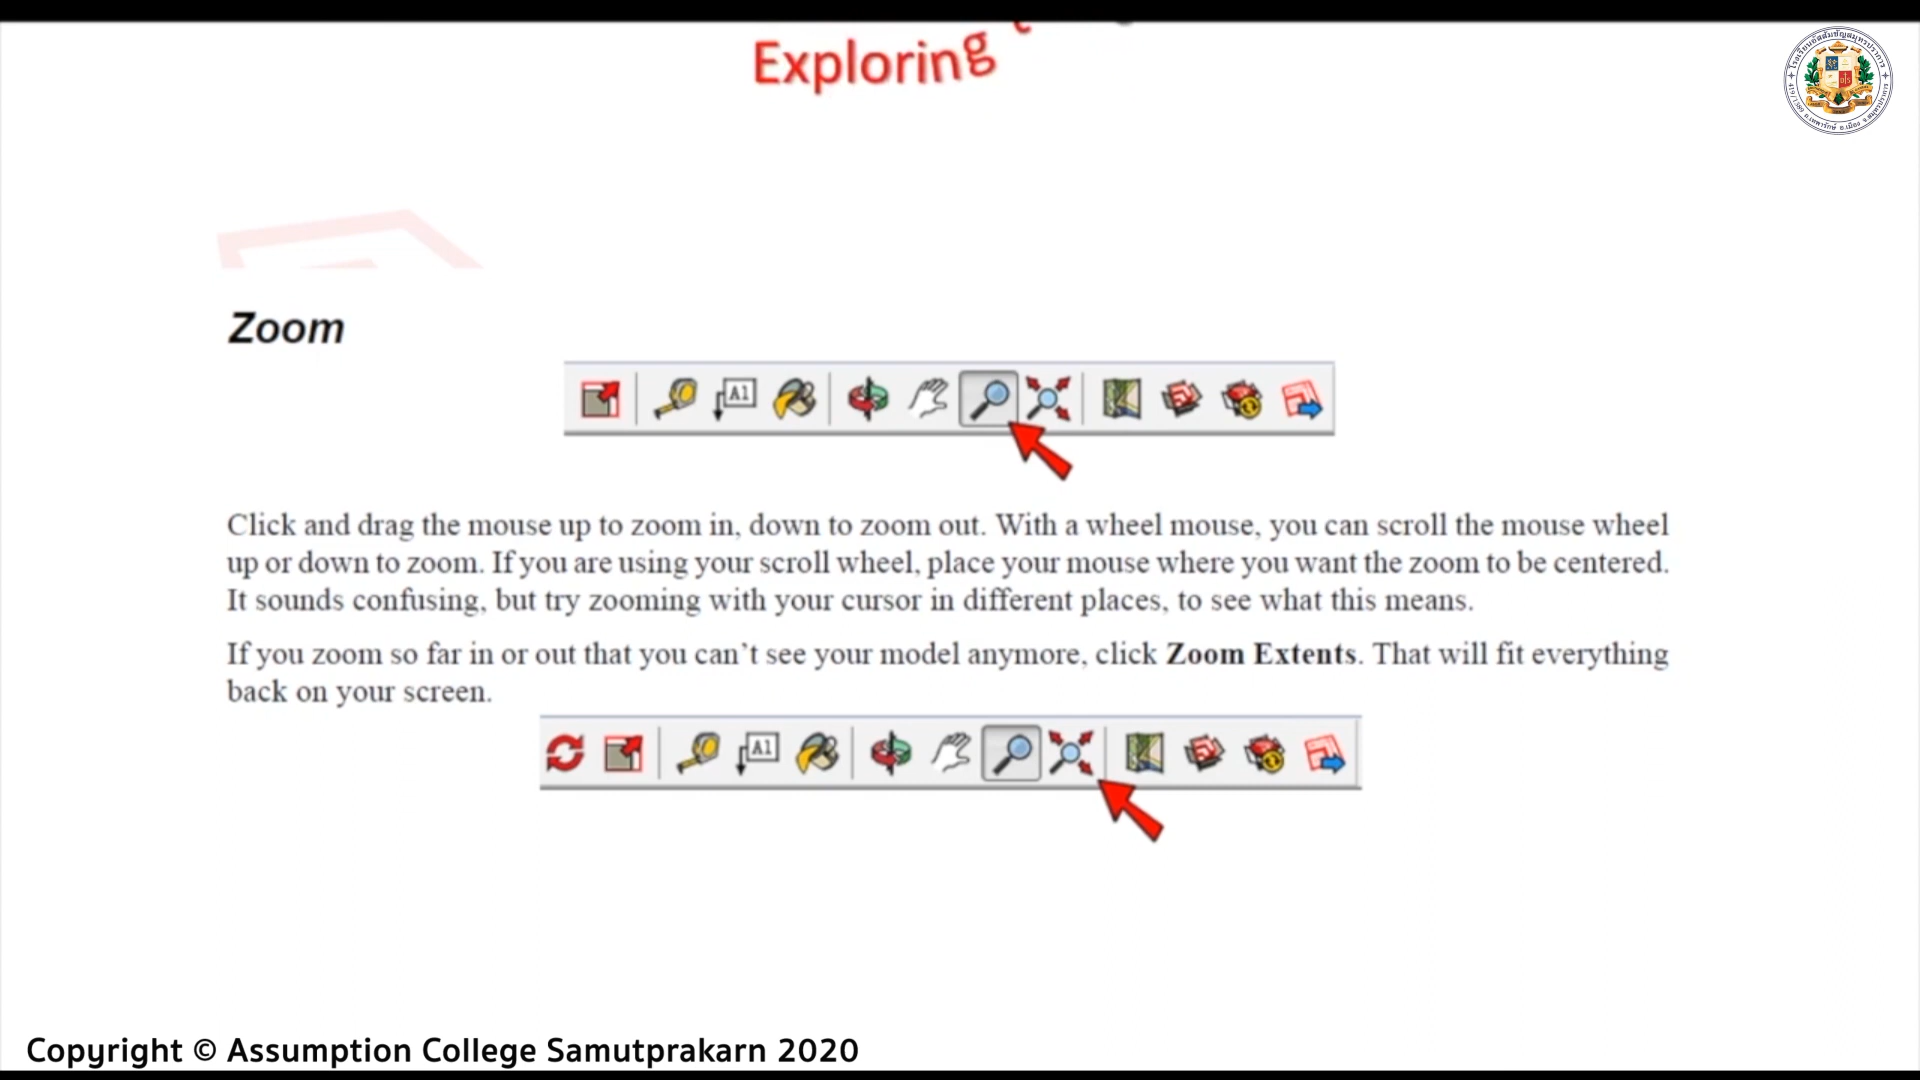 Exploring
Zoom
A1
Click and drag the mouse up to zoom in, down to zoom out. With a wheel mouse, you can scroll the mouse wheel
up or down to zoom. If you are using your scroll wheel, place your mouse where you want the zoom to be centered.
It sounds confusing, but try zooming with your cursor in different places, to see what this means.
If you zoom so far in or out that you can’t see your model anymore, click Zoom Extents. That will fit everything
back on your screen.
A1
Copyright © Assumption College Samutprakarn 2020